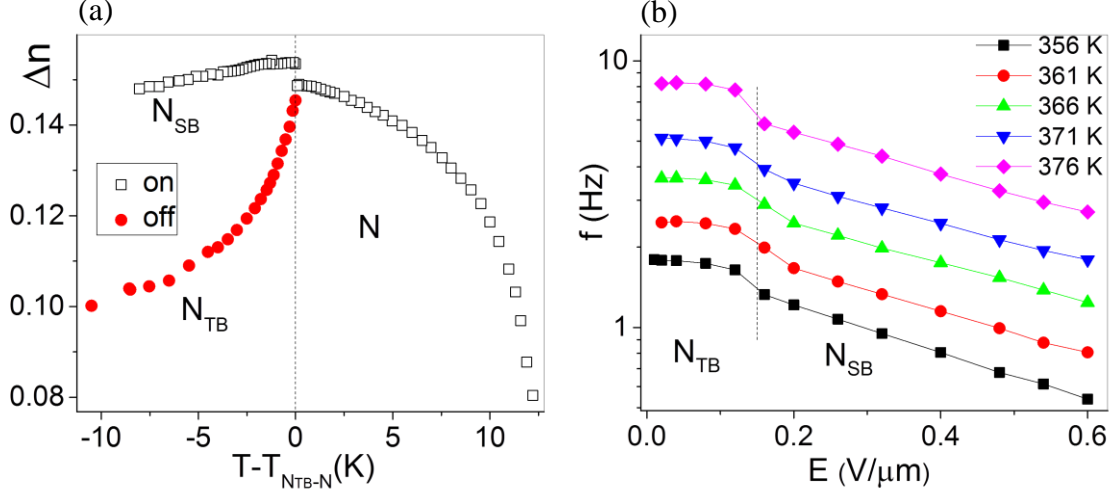 (a)
Δn
0.14
0.12
0.10
0.08
N_SB
on
off
N
N_TB
-10 -5 0 5 10
T-T_NTB-N(K)
(b)
356 K
361 K
366 K
371 K
376 K
10
1
f (Hz)
N_TB N_SB
0.0 0.2 0.4 0.6
E (V/μm)